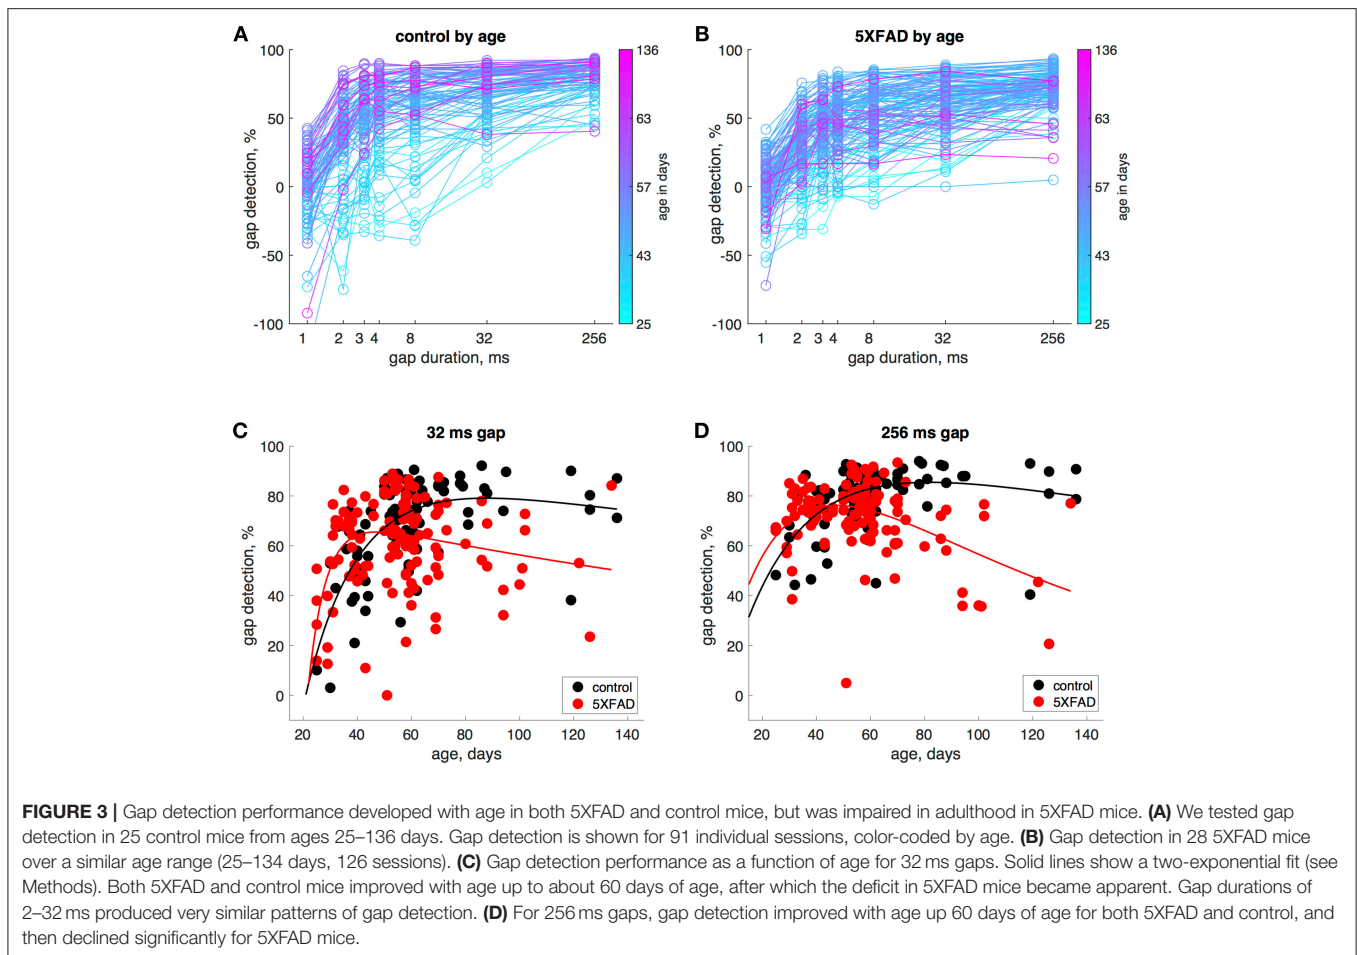 A
control by age
100
50
0
-50
-100
gap detection, %
1
2
3
4
8
32
256
gap duration, ms
136
63
57
43
25
age in days
B
5XFAD by age
100
50
0
-50
-100
gap detection, %
1
2
3
4
8
32
256
gap duration, ms
136
63
57
43
25
age in days
C
32 ms gap
100
80
60
40
20
0
gap detection, %
20
40
60
80
100
120
140
age, days
control
5XFAD
D
256 ms gap
100
80
60
40
20
0
gap detection, %
20
40
60
80
100
120
140
age, days
control
5XFAD
FIGURE 3 | Gap detection performance developed with age in both 5XFAD and control mice, but was impaired in adulthood in 5XFAD mice. (A) We tested gap
detection in 25 control mice from ages 25–136 days. Gap detection is shown for 91 individual sessions, color-coded by age. (B) Gap detection in 28 5XFAD mice
over a similar age range (25–134 days, 126 sessions). (C) Gap detection performance as a function of age for 32 ms gaps. Solid lines show a two-exponential fit (see
Methods). Both 5XFAD and control mice improved with age up to about 60 days of age, after which the deficit in 5XFAD mice became apparent. Gap durations of
2–32 ms produced very similar patterns of gap detection. (D) For 256 ms gaps, gap detection improved with age up 60 days of age for both 5XFAD and control, and
then declined significantly for 5XFAD mice.